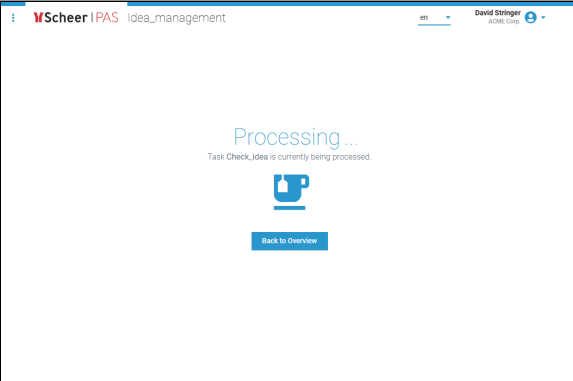 Scheer PAS Idea_management
en
David Stringer
ACME Corp.
Processing ...
Task Check_idea is currently being processed.
Back to Overview